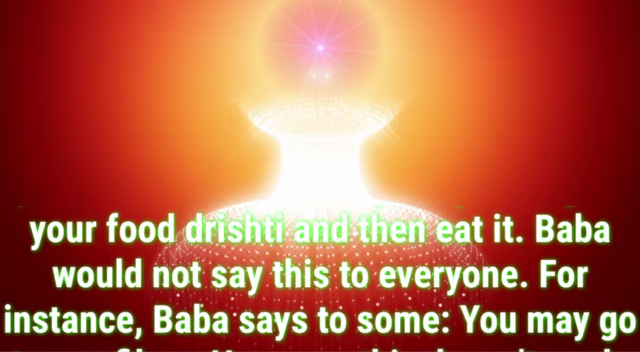 your food drishti and then eat it. Baba
would not say this to everyone. For
instance, Baba says to some: You may go